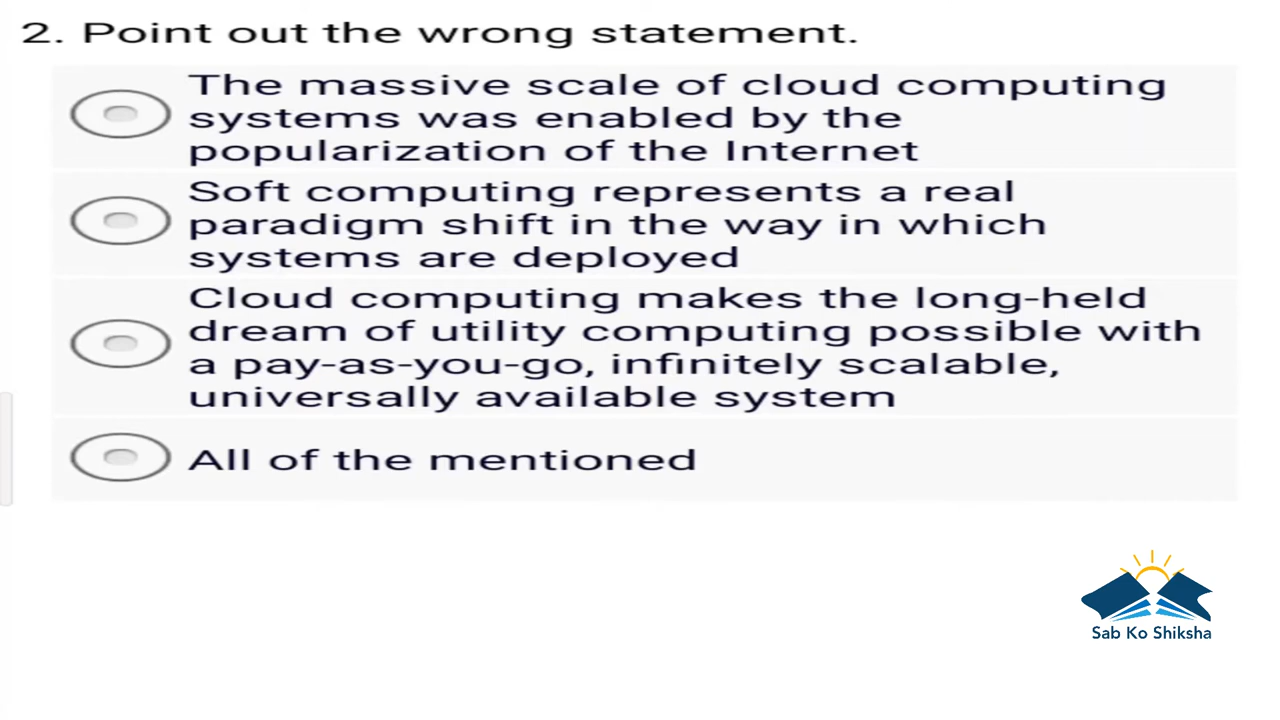 2. Point out the wrong statement.
The massive scale of cloud computing
systems was enabled by the
popularization of the Internet
Soft computing represents a real
paradigm shift in the way in which
systems are deployed
Cloud computing makes the long-held
dream of utility computing possible with
a pay-as-you-go, infinitely scalable,
universally available system
All of the mentioned
Sab Ko Shiksha